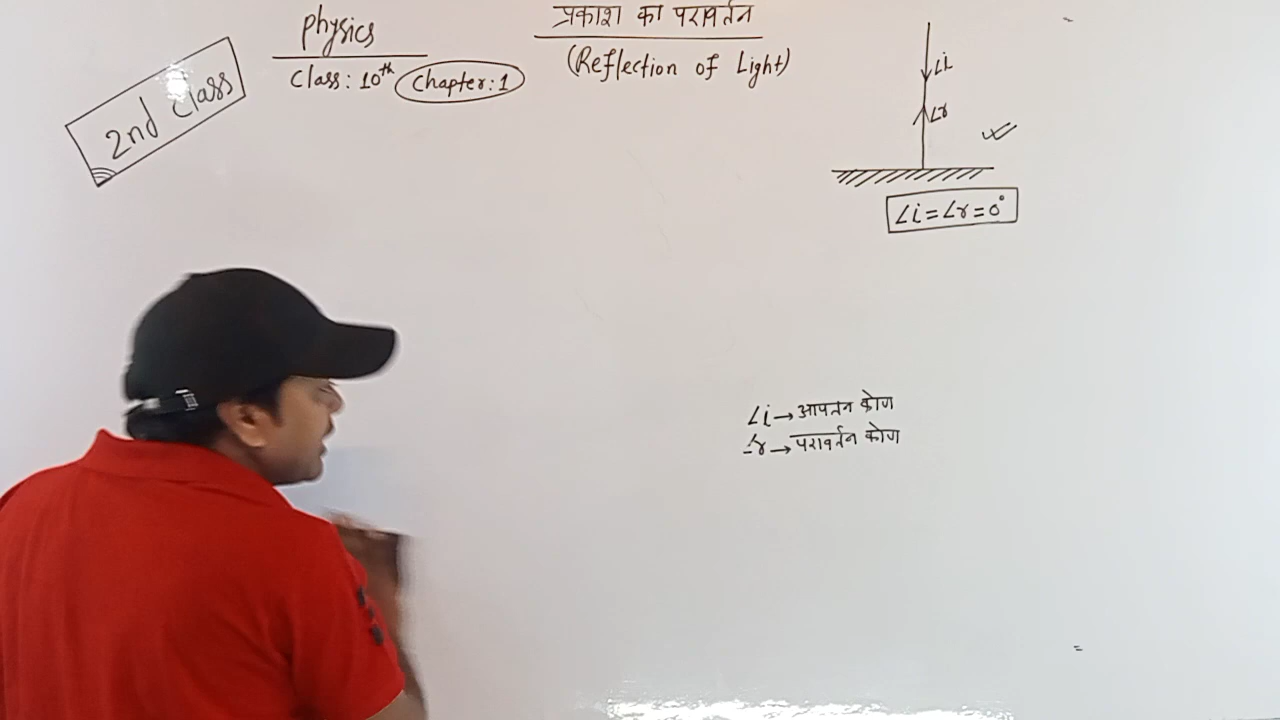 2nd Class
physics
Class: 10th Chapter: 1
प्रकाश का परावर्तन
(Reflection of Light)
∠i
∠r
∠i=∠r=0°
∠i→आपतन कोण
∠r→परावर्तन कोण